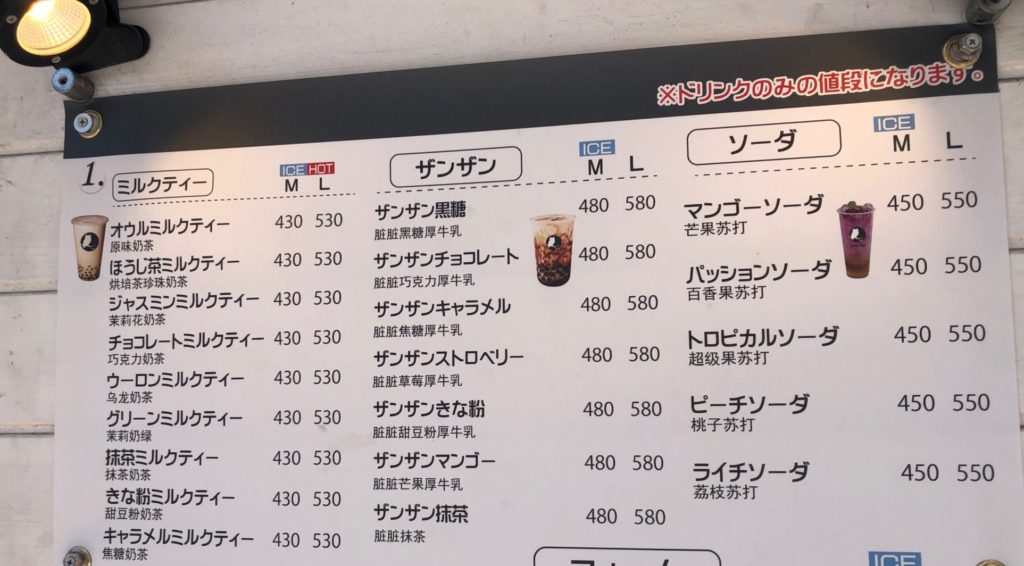 ※ドリンクのみの値段になります。
1.
ミルクティー
ICE HOT
M L
オウルミルクティー 430 530
原味奶茶
ほうじ茶ミルクティー 430 530
烘培茶珍珠奶茶
ジャスミンミルクティー 430 530
茉莉花奶茶
チョコレートミルクティー 430 530
巧克力奶茶
ウーロンミルクティー 430 530
乌龙奶茶
グリーンミルクティー 430 530
茉莉奶绿
抹茶ミルクティー 430 530
抹茶奶茶
きな粉ミルクティー 430 530
甜豆粉奶茶
キャラメルミルクティー 430 530
焦糖奶茶
ザンザン
ICE
M L
ザンザン黒糖 480 580
脏脏黑糖厚牛乳
ザンザンチョコレート 480 580
脏脏巧克力厚牛乳
ザンザンキャラメル 480 580
脏脏焦糖厚牛乳
ザンザンストロベリー 480 580
脏脏草莓厚牛乳
ザンザンきな粉 480 580
脏脏甜豆粉厚牛乳
ザンザンマンゴー 480 580
脏脏芒果厚牛乳
ザンザン抹茶 480 580
脏脏抹茶
ソーダ
ICE
M L
マンゴーソーダ 450 550
芒果苏打
パッションソーダ 450 550
百香果苏打
トロピカルソーダ 450 550
超级果苏打
ピーチソーダ 450 550
桃子苏打
ライチソーダ 450 550
荔枝苏打
ICE